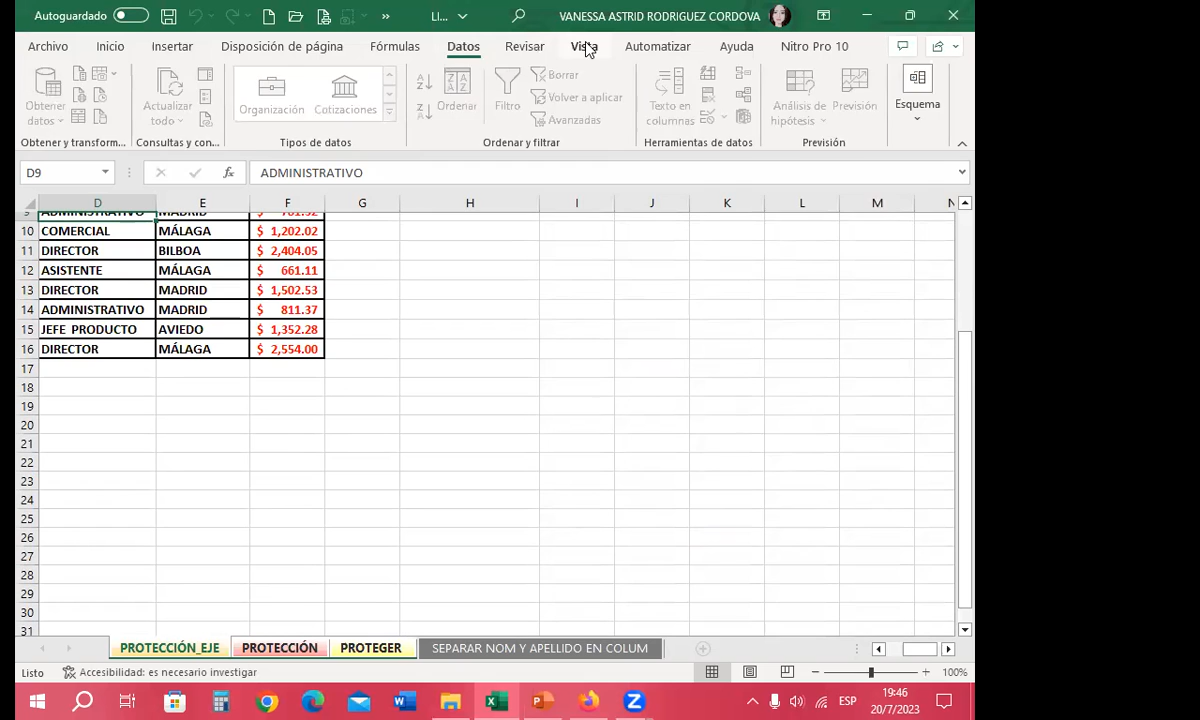 Autoguardado LI... VANESSA ASTRID RODRIGUEZ CORDOVA
Archivo Inicio Insertar Disposición de página Fórmulas Datos Revisar Vista Automatizar Ayuda Nitro Pro 10
Obtener datos Actualizar todo Organización Cotizaciones Ordenar Filtro Borrar Volver a aplicar Avanzadas Texto en columnas Análisis de hipótesis Previsión Esquema
Obtener y transform... Consultas y con... Tipos de datos Ordenar y filtrar Herramientas de datos Previsión
D9 fx ADMINISTRATIVO
D E F G H I J K L M N
9 ADMINISTRATIVO MADRID $ 781.32
10 COMERCIAL MÁLAGA $ 1,202.02
11 DIRECTOR BILBOA $ 2,404.05
12 ASISTENTE MÁLAGA $ 661.11
13 DIRECTOR MADRID $ 1,502.53
14 ADMINISTRATIVO MADRID $ 811.37
15 JEFE PRODUCTO AVIEDO $ 1,352.28
16 DIRECTOR MÁLAGA $ 2,554.00
17
18
19
20
21
22
23
24
25
26
27
28
29
30
31
PROTECCIÓN_EJE PROTECCIÓN PROTEGER SEPARAR NOM Y APELLIDO EN COLUM
Listo Accesibilidad: es necesario investigar 100%
ESP 19:46
20/7/2023